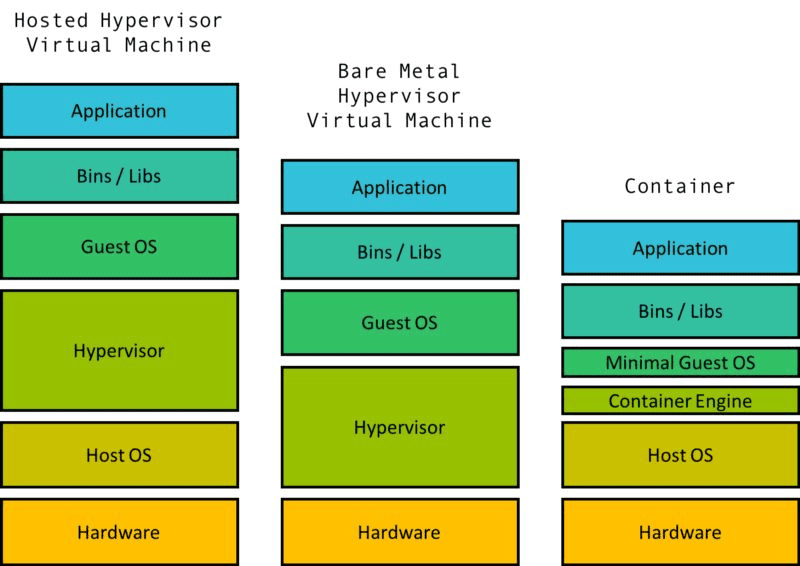 Hosted Hypervisor
Virtual Machine
Application
Bins / Libs
Guest OS
Hypervisor
Host OS
Hardware
Bare Metal
Hypervisor
Virtual Machine
Application
Bins / Libs
Guest OS
Hypervisor
Hardware
Container
Application
Bins / Libs
Minimal Guest OS
Container Engine
Host OS
Hardware